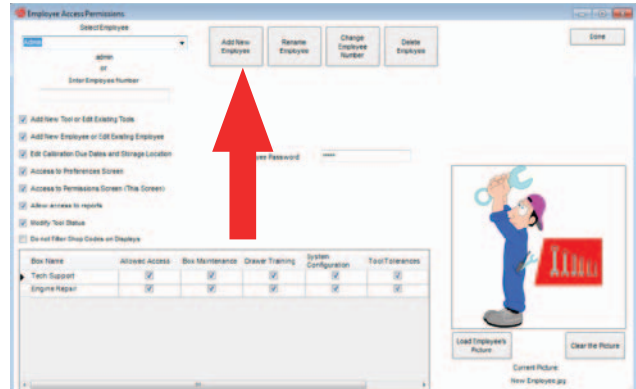 Employee Access Permissions
Select Employee
Admin
admin
or
Enter Employee Number
Add New
Employee
Rename
Employee
Change
Employee
Number
Delete
Employee
Done
Add New Tool or Edit Existing Tools
Add New Employee or Edit Existing Employee
Edit Calibration Due Dates and Storage Location
Access to Preferences Screen
Access to Permissions Screen (This Screen)
Allow access to reports
Modify Tool Status
Do not Filter Shop Codes on Displays
Password
Box Name Allowed Access Box Maintenance Drawer Training System Configuration Tool Tolerances
Tech Support
Engine Repair
Load Employee's
Picture
Clear the Picture
Current Picture:
New Employee.jpg